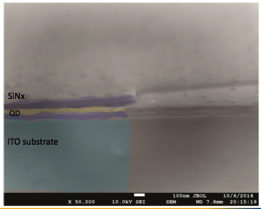 SiNx
QD
ITO substrate
100nm JEOL 10/6/2014
X 50,000 10.0kV SEI SEM WD 7.8mm 20:15:19